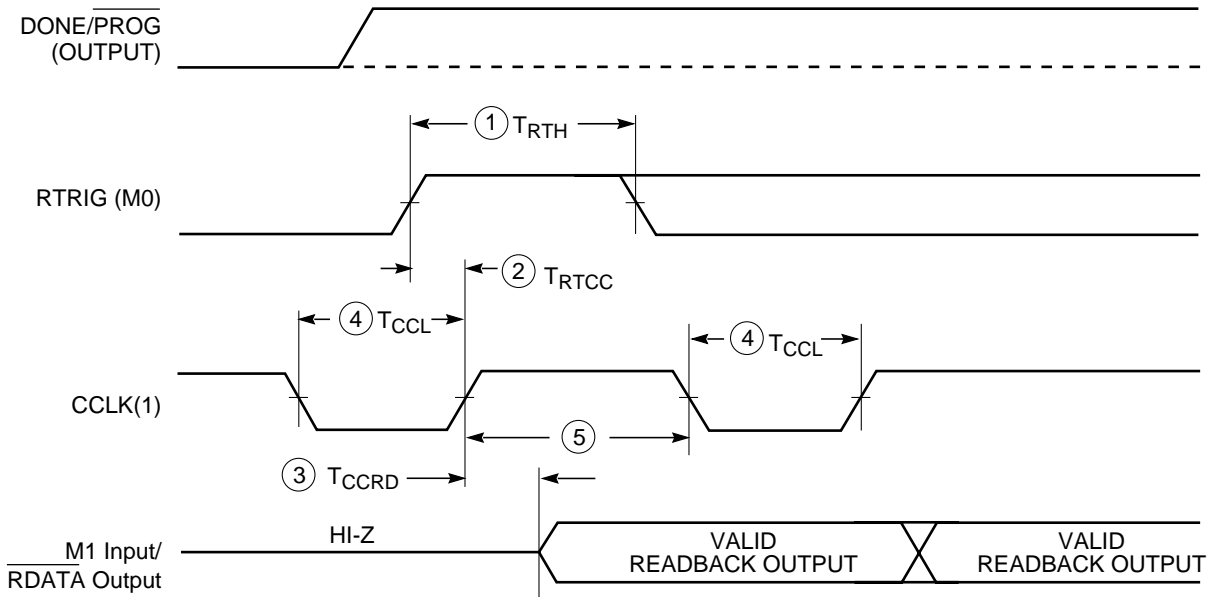 DONE/PROG
(OUTPUT)
① T_RTH
RTRIG (M0)
② T_RTCC
④ T_CCL
④ T_CCL
CCLK(1)
⑤
③ T_CCRD
HI-Z
M1 Input/
RDATA Output
VALID
READBACK OUTPUT
VALID
READBACK OUTPUT